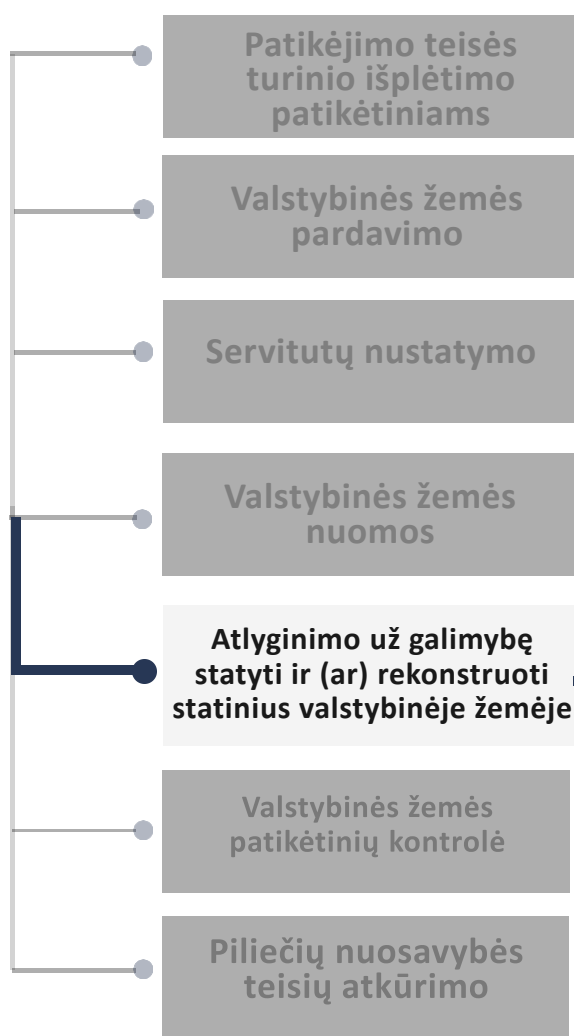 Patikėjimo teisės
turinio išplėtimo
patikėtiniams
Valstybinės žemės
pardavimo
Servitutų nustatymo
Valstybinės žemės
nuomos
Atlyginimo už galimybę
statyti ir (ar) rekonstruoti
statinius valstybinėje žemėje
Valstybinės žemės
patikėtinių kontrolė
Piliečių nuosavybės
teisių atkūrimo